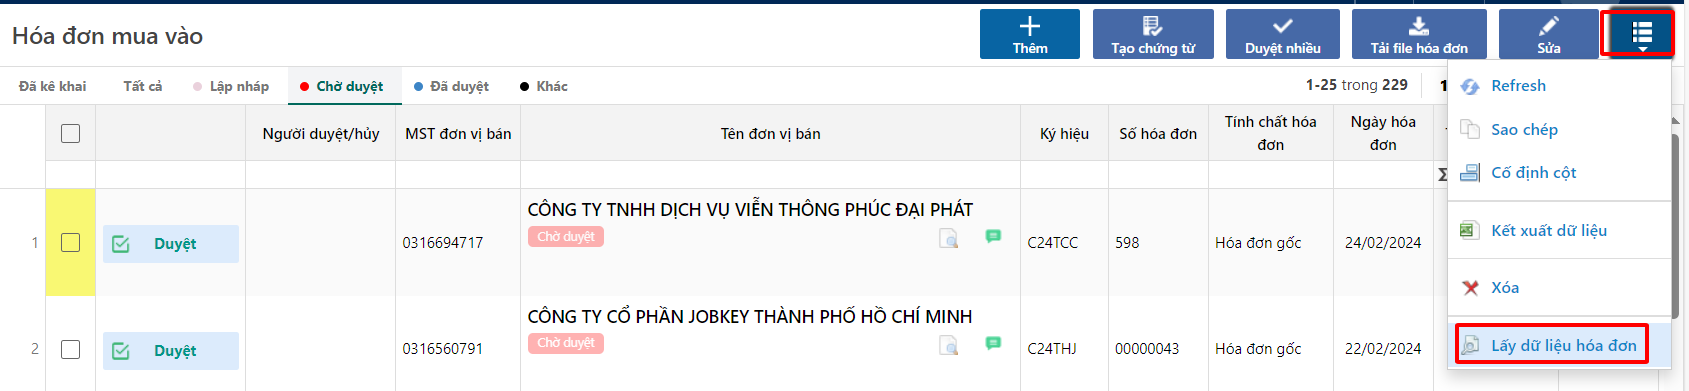 Hóa đơn mua vào
Thêm
Tạo chứng từ
Duyệt nhiều
Tải file hóa đơn
Sửa
Đã kê khai
Tất cả
Lập nháp
Chờ duyệt
Đã duyệt
Khác
1-25 trong 229
1
Người duyệt/hủy
MST đơn vị bán
Tên đơn vị bán
Ký hiệu
Số hóa đơn
Tính chất hóa
đơn
Ngày hóa
đơn
Σ
1
Duyệt
0316694717
CÔNG TY TNHH DỊCH VỤ VIỄN THÔNG PHÚC ĐẠI PHÁT
Chờ duyệt
C24TCC
598
Hóa đơn gốc
24/02/2024
2
Duyệt
0316560791
CÔNG TY CỔ PHẦN JOBKEY THÀNH PHỐ HỒ CHÍ MINH
Chờ duyệt
C24THJ
00000043
Hóa đơn gốc
22/02/2024
Refresh
Sao chép
Cố định cột
Kết xuất dữ liệu
Xóa
Lấy dữ liệu hóa đơn